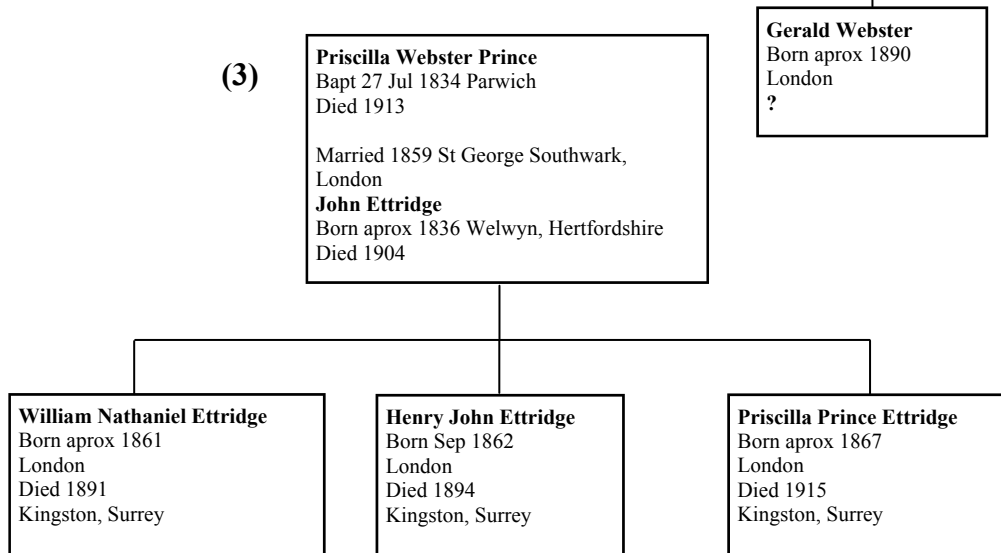 Gerald Webster
Born aprox 1890
London
?
(3)
Priscilla Webster Prince
Bapt 27 Jul 1834 Parwich
Died 1913
Married 1859 St George Southwark,
London
John Ettridge
Born aprox 1836 Welwyn, Hertfordshire
Died 1904
William Nathaniel Ettridge
Born aprox 1861
London
Died 1891
Kingston, Surrey
Henry John Ettridge
Born Sep 1862
London
Died 1894
Kingston, Surrey
Priscilla Prince Ettridge
Born aprox 1867
London
Died 1915
Kingston, Surrey